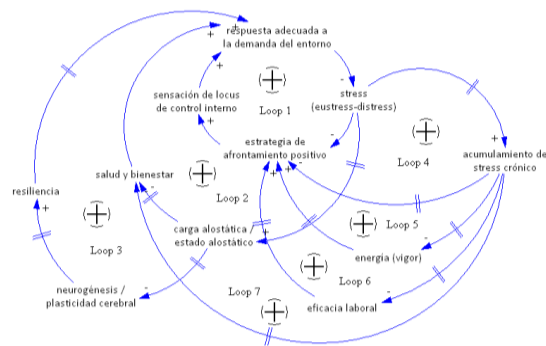 respuesta adecuada a
la demanda del entorno
stress
(eustress-distress)
sensación de locus
de control interno
Loop 1
(+)
estrategia de
afrontamiento positivo
(+)
Loop 4
acumulamiento de
stress crónico
resiliencia
salud y bienestar
(+)
Loop 2
(+)
Loop 3
carga alostática /
estado alostático
(+)
Loop 5
energía (vigor)
(+)
Loop 6
neurogénesis /
plasticidad cerebral
Loop 7
(+)
eficacia laboral